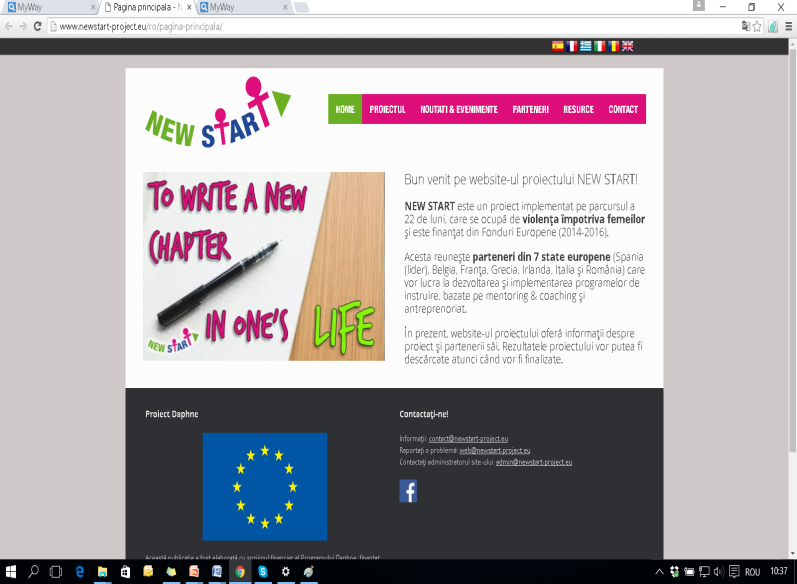 MyWay
Pagina principala - N
MyWay
www.newstart-project.eu/ro/pagina-principala/
NEW START
HOME PROIECTUL NOUTATI & EVENIMENTE PARTENERI RESURCE CONTACT
TO WRITE A NEW
CHAPTER
IN ONE'S LIFE
NEW START
Bun venit pe website-ul proiectului NEW START!
NEW START este un proiect implementat pe parcursul a
22 de luni, care se ocupă de violența împotriva femeilor
și este finanțat din Fonduri Europene (2014-2016).
Acesta reunește parteneri din 7 state europene (Spania
(lider), Belgia, Franța, Grecia, Irlanda, Italia și România) care
vor lucra la dezvoltarea și implementarea programelor de
instruire, bazate pe mentoring & coaching și
antreprenoriat.
În prezent, website-ul proiectului oferă informații despre
proiect și partenerii săi. Rezultatele proiectului vor putea fi
descărcate atunci când vor fi finalizate.
Proiect Daphne
Contactați-ne!
Informații: contact@newstart-project.eu
Reportați o problemă: web@newstart-project.eu
Contactați administratorul site-ului: admin@newstart-project.eu
Această publicație a fost elaborată cu sprijinul financiar al Programului Daphne, finanțat
ROU 10:37